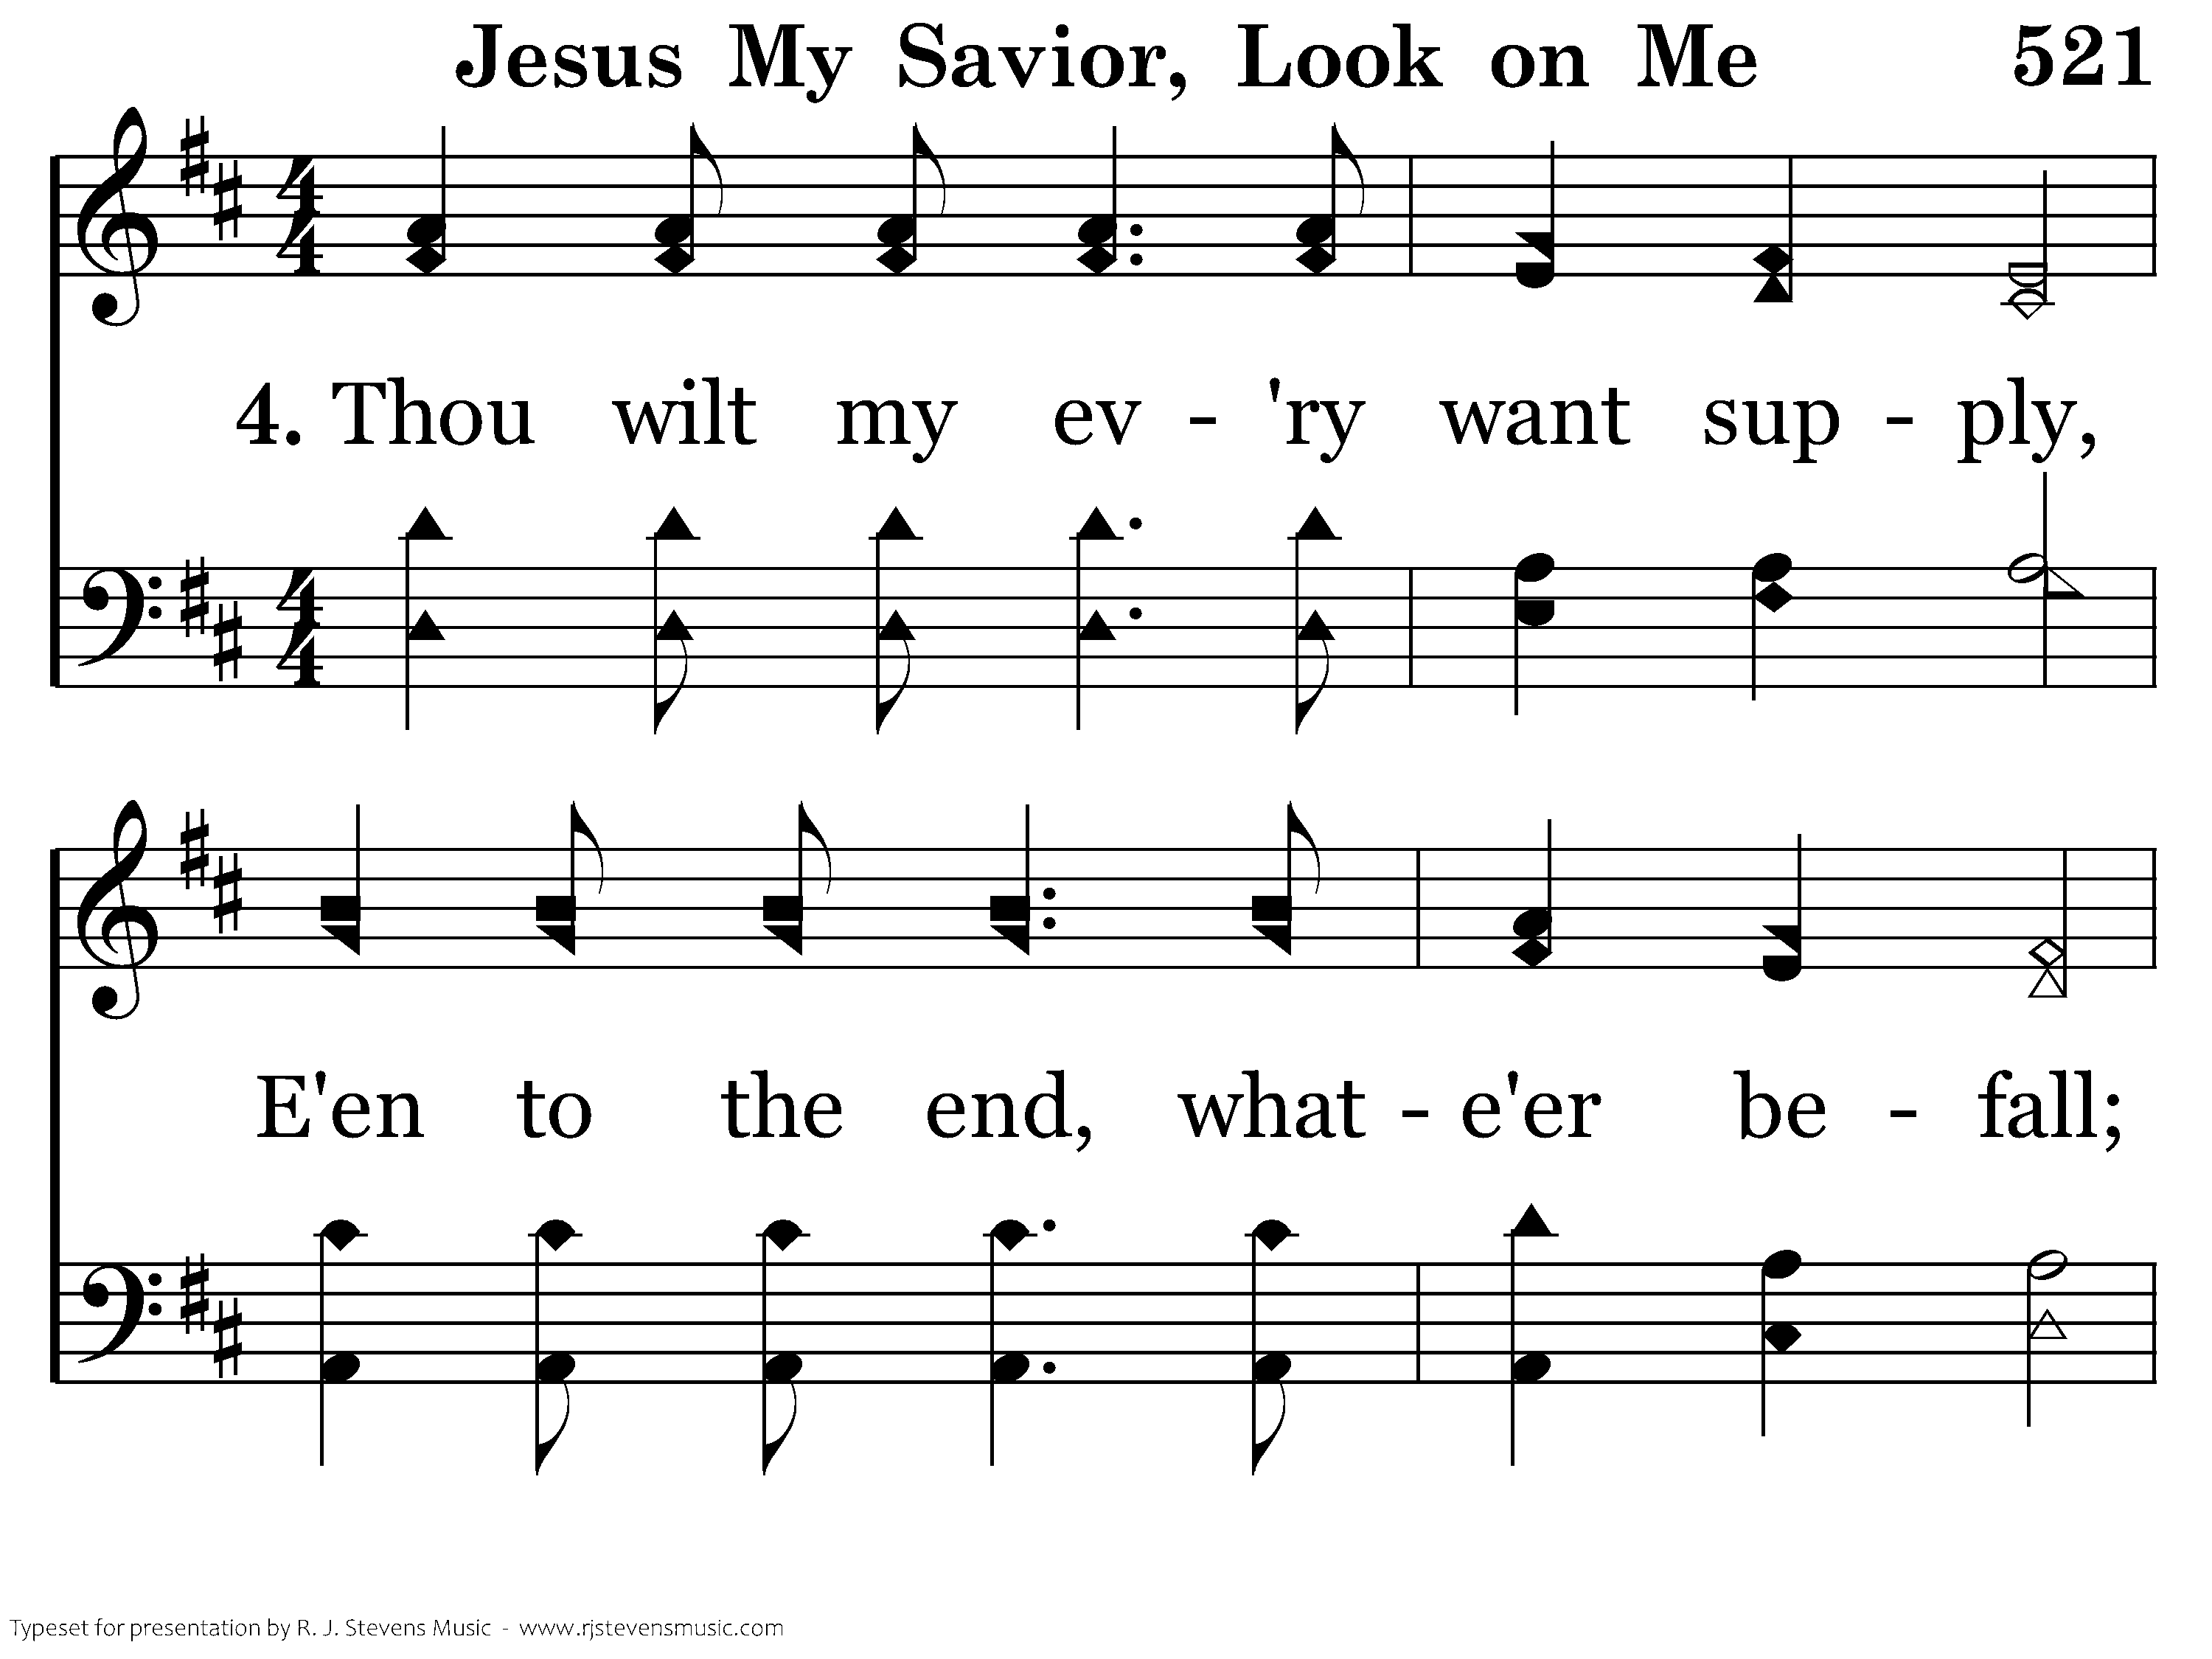 Jesus My Savior, Look on Me 521
4. Thou wilt my ev - 'ry want sup - ply,
E'en to the end, what - e'er be - fall;
Typeset for presentation by R. J. Stevens Music - www.rjstevensmusic.com